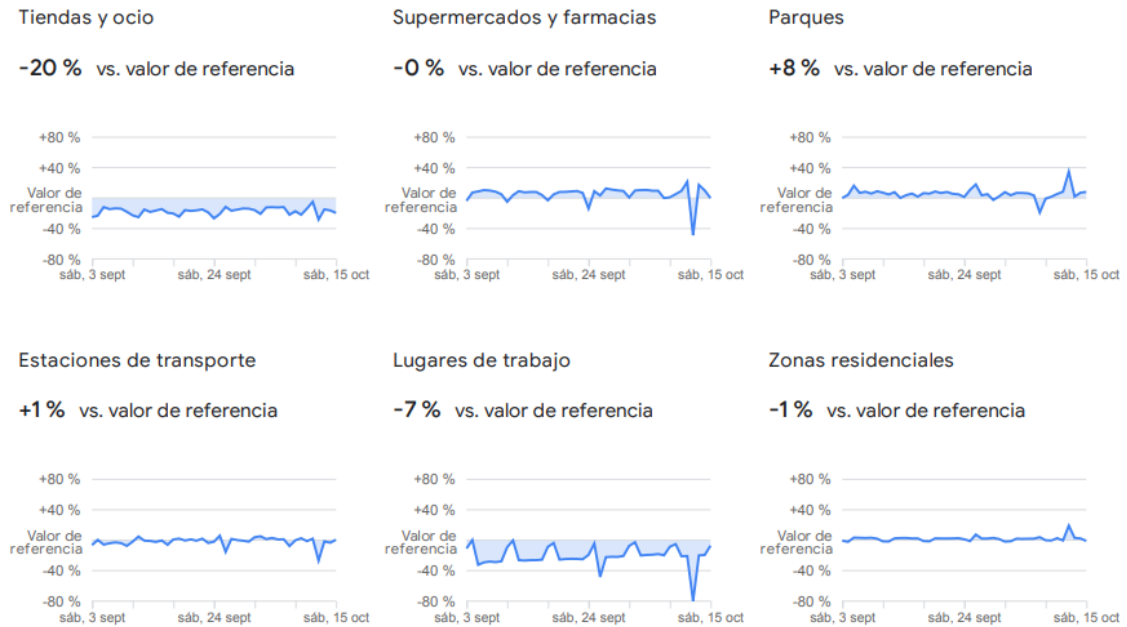 Tiendas y ocio
-20 % vs. valor de referencia
+80 %
+40 %
Valor de
referencia
-40 %
-80 %
sáb, 3 sept sáb, 24 sept sáb, 15 oct
Supermercados y farmacias
-0 % vs. valor de referencia
+80 %
+40 %
Valor de
referencia
-40 %
-80 %
sáb, 3 sept sáb, 24 sept sáb, 15 oct
Parques
+8 % vs. valor de referencia
+80 %
+40 %
Valor de
referencia
-40 %
-80 %
sáb, 3 sept sáb, 24 sept sáb, 15 oct
Estaciones de transporte
+1 % vs. valor de referencia
+80 %
+40 %
Valor de
referencia
-40 %
-80 %
sáb, 3 sept sáb, 24 sept sáb, 15 oct
Lugares de trabajo
-7 % vs. valor de referencia
+80 %
+40 %
Valor de
referencia
-40 %
-80 %
sáb, 3 sept sáb, 24 sept sáb, 15 oct
Zonas residenciales
-1 % vs. valor de referencia
+80 %
+40 %
Valor de
referencia
-40 %
-80 %
sáb, 3 sept sáb, 24 sept sáb, 15 oct